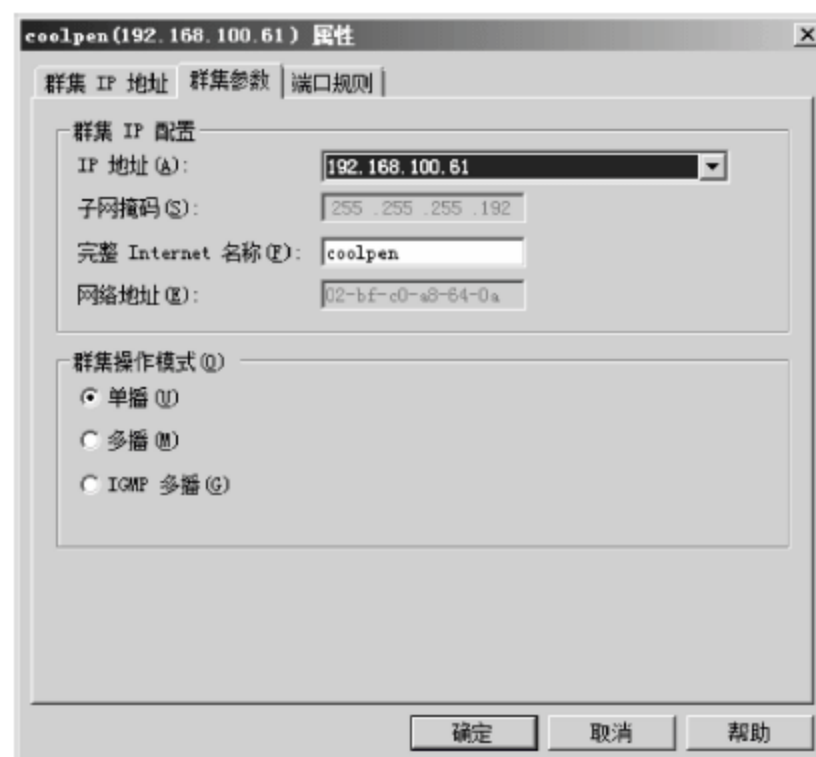 coolpen(192.168.100.61) 属性
群集 IP 地址 群集参数 端口规则
群集 IP 配置
IP 地址(A): 192.168.100.61
子网掩码(S): 255 .255 .255 .192
完整 Internet 名称(F): coolpen
网络地址(E): 02-bf-c0-a8-64-0a
群集操作模式(O)
单播(U)
多播(M)
IGMP 多播(G)
确定 取消 帮助